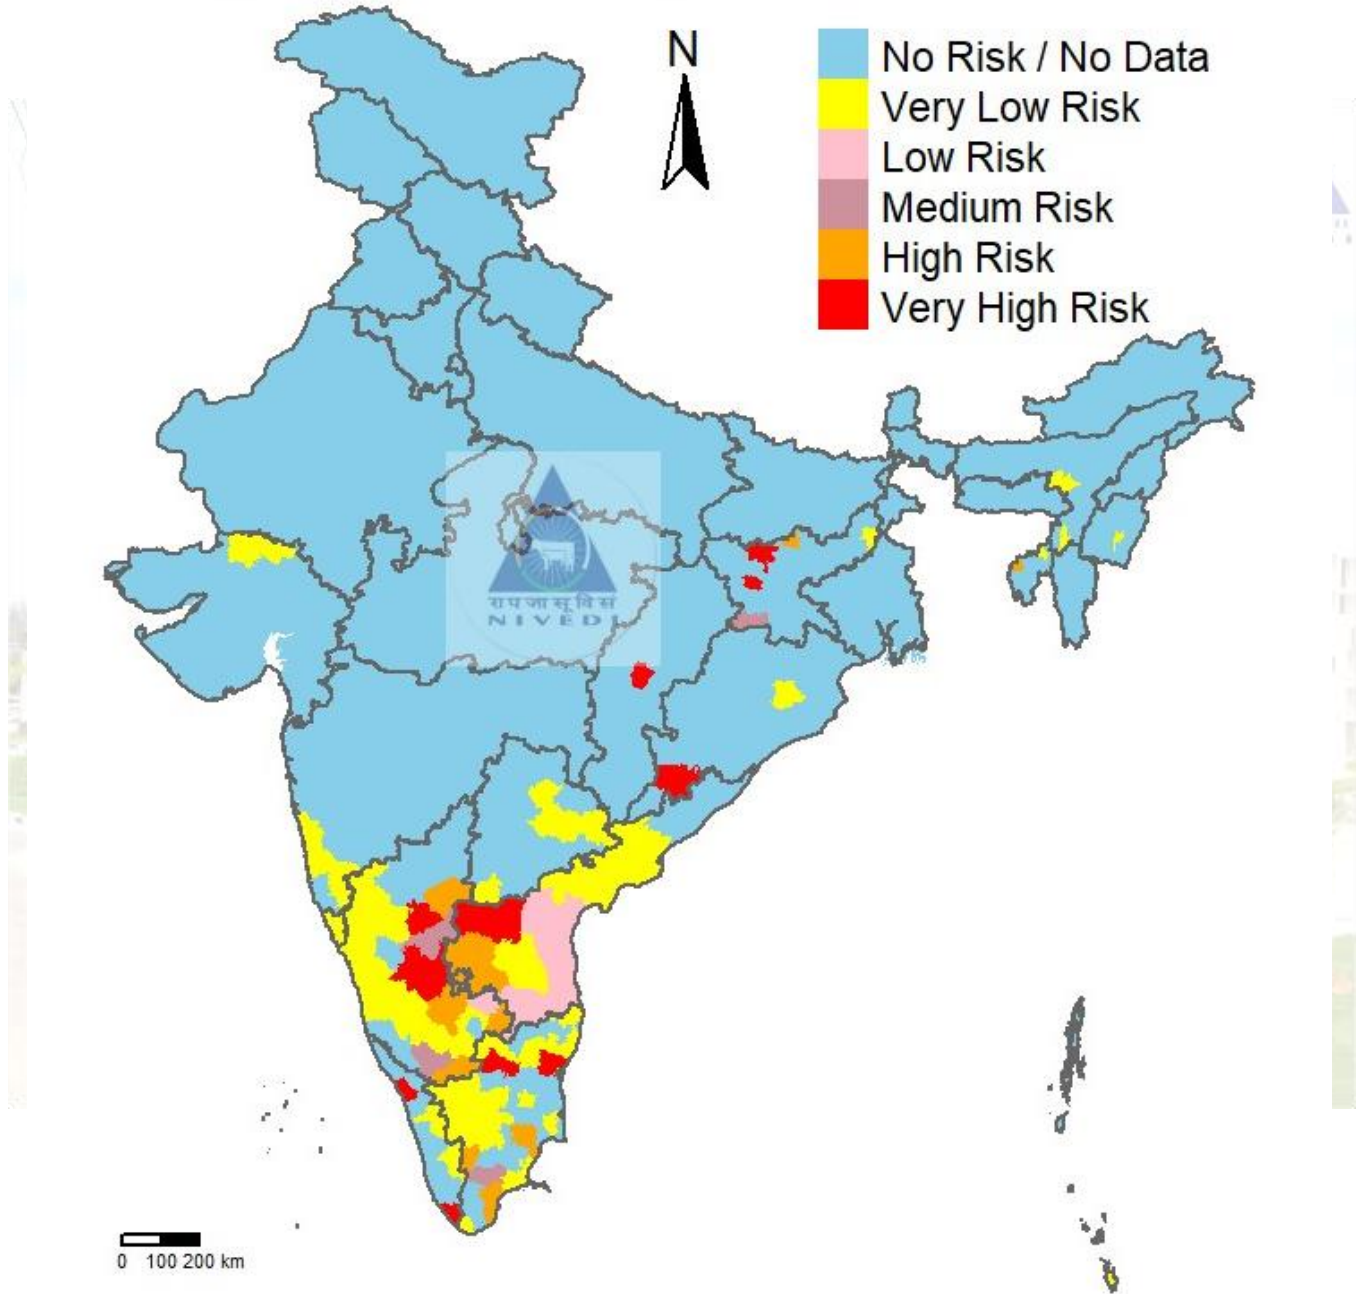 N
No Risk / No Data
Very Low Risk
Low Risk
Medium Risk
High Risk
Very High Risk
रा प जा सू वि सं
NIVEDI
0 100 200 km